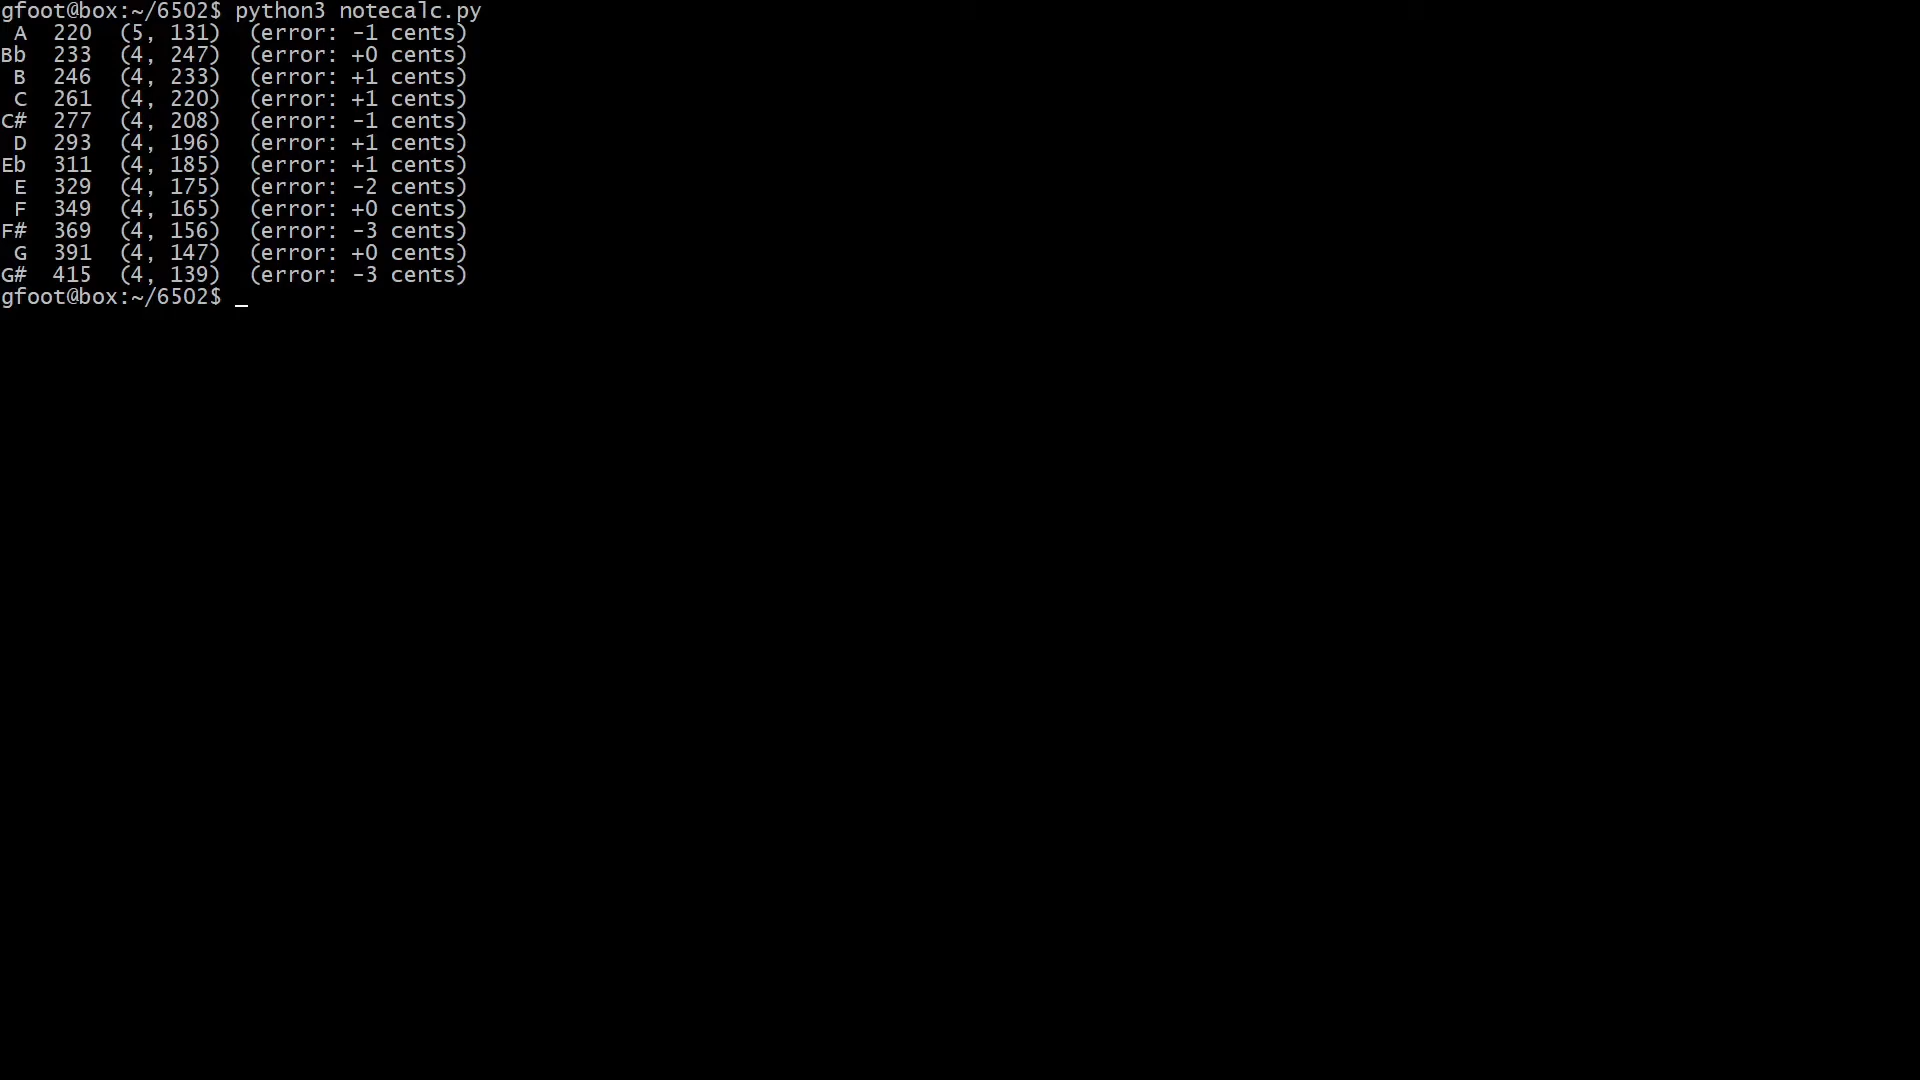 gfoot@box:~/6502$ python3 notecalc.py
 A  220  (5, 131)  (error: -1 cents)
Bb  233  (4, 247)  (error: +0 cents)
 B  246  (4, 233)  (error: +1 cents)
 C  261  (4, 220)  (error: +1 cents)
C#  277  (4, 208)  (error: -1 cents)
 D  293  (4, 196)  (error: +1 cents)
Eb  311  (4, 185)  (error: +1 cents)
 E  329  (4, 175)  (error: -2 cents)
 F  349  (4, 165)  (error: +0 cents)
F#  369  (4, 156)  (error: -3 cents)
 G  391  (4, 147)  (error: +0 cents)
G#  415  (4, 139)  (error: -3 cents)
gfoot@box:~/6502$ _